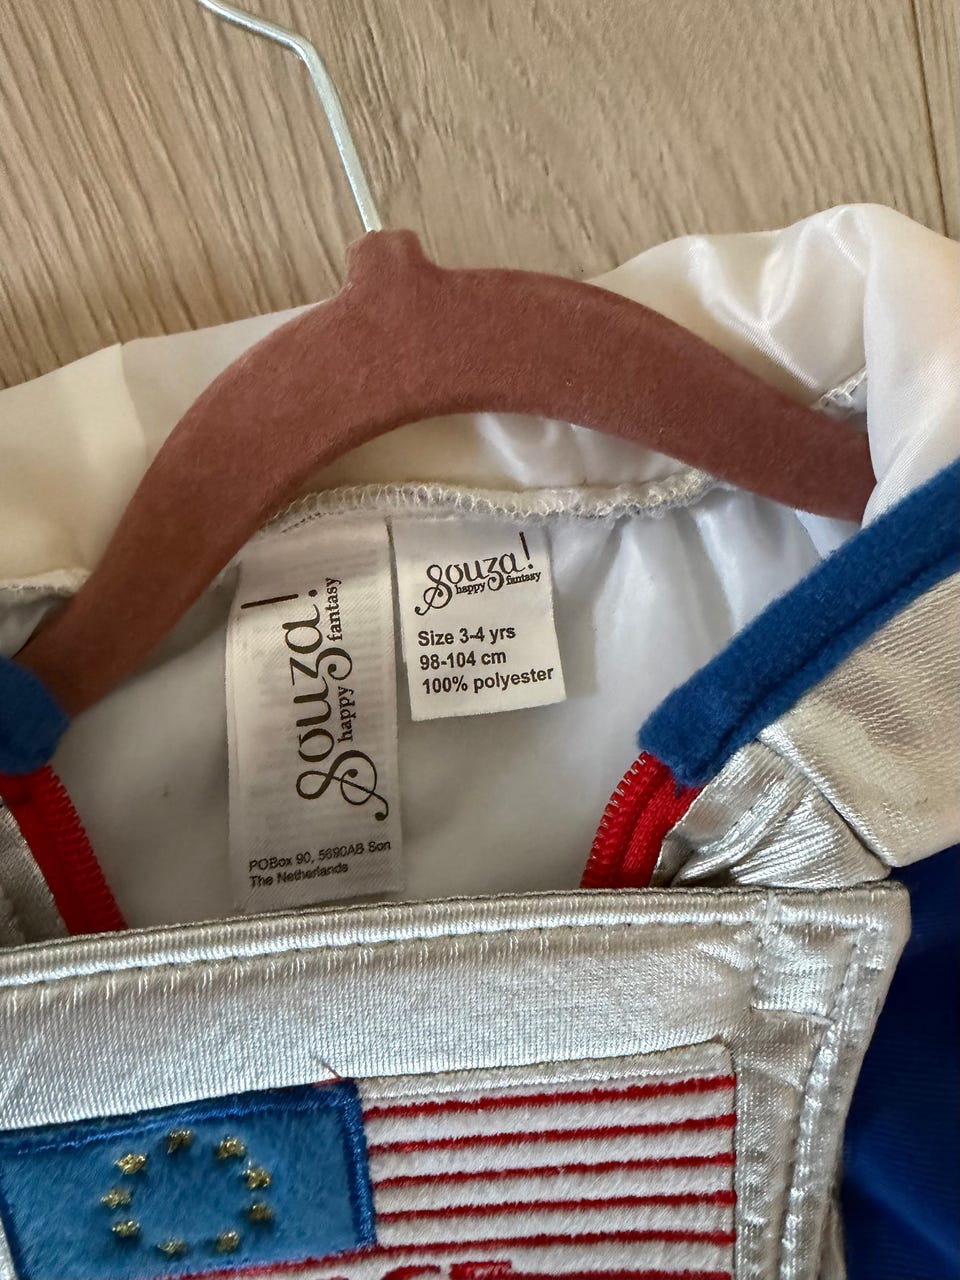 Souza!
happy fantasy
POBox 90, 5690AB Son
The Netherlands
Souza!
happy fantasy
Size 3-4 yrs
98-104 cm
100% polyester